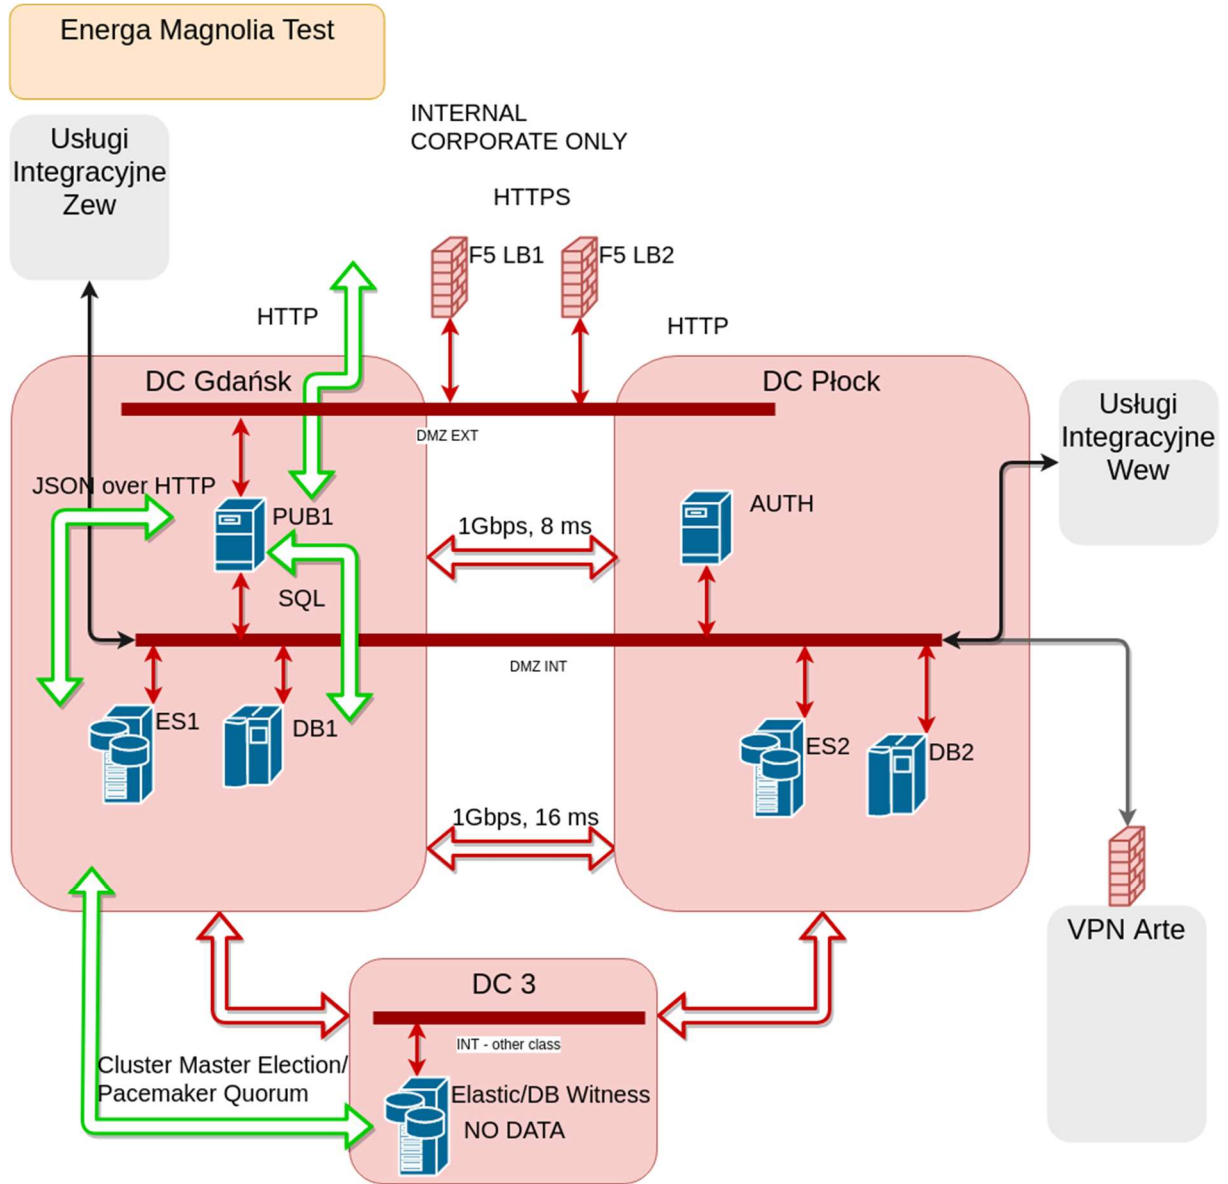 Energa Magnolia Test
INTERNAL
CORPORATE ONLY
Usługi
Integracyjne
Zew
HTTPS
F5 LB1
F5 LB2
HTTP
HTTP
DC Gdańsk
DC Płock
DMZ EXT
Usługi
Integracyjne
Wew
JSON over HTTP
PUB1
1Gbps, 8 ms
AUTH
SQL
DMZ INT
ES1
DB1
ES2
DB2
1Gbps, 16 ms
VPN Arte
DC 3
INT - other class
Cluster Master Election/
Pacemaker Quorum
Elastic/DB Witness
NO DATA